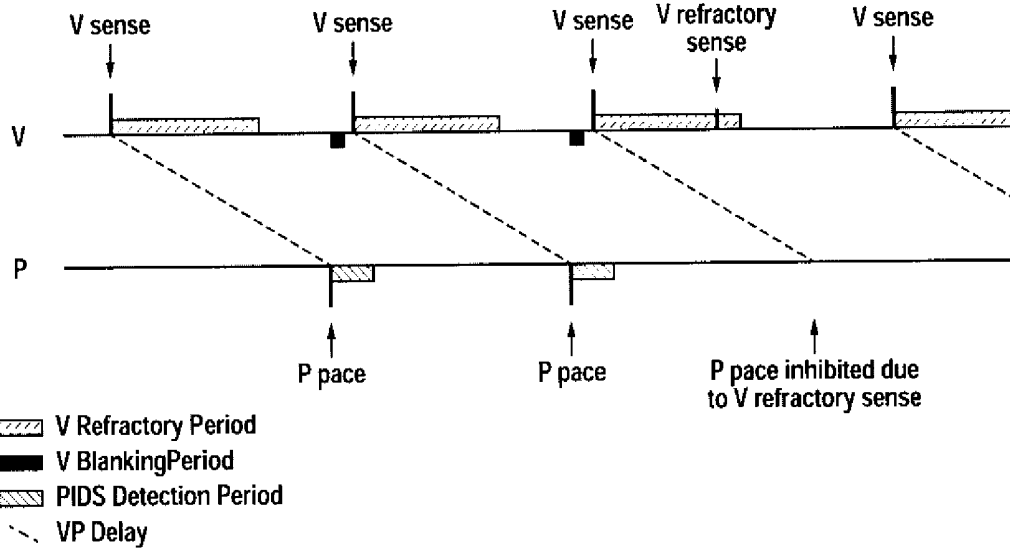 V sense
V sense
V sense
V refractory
sense
V sense
V
P
P pace
P pace
P pace inhibited due
to V refractory sense
V Refractory Period
V BlankingPeriod
PIDS Detection Period
VP Delay